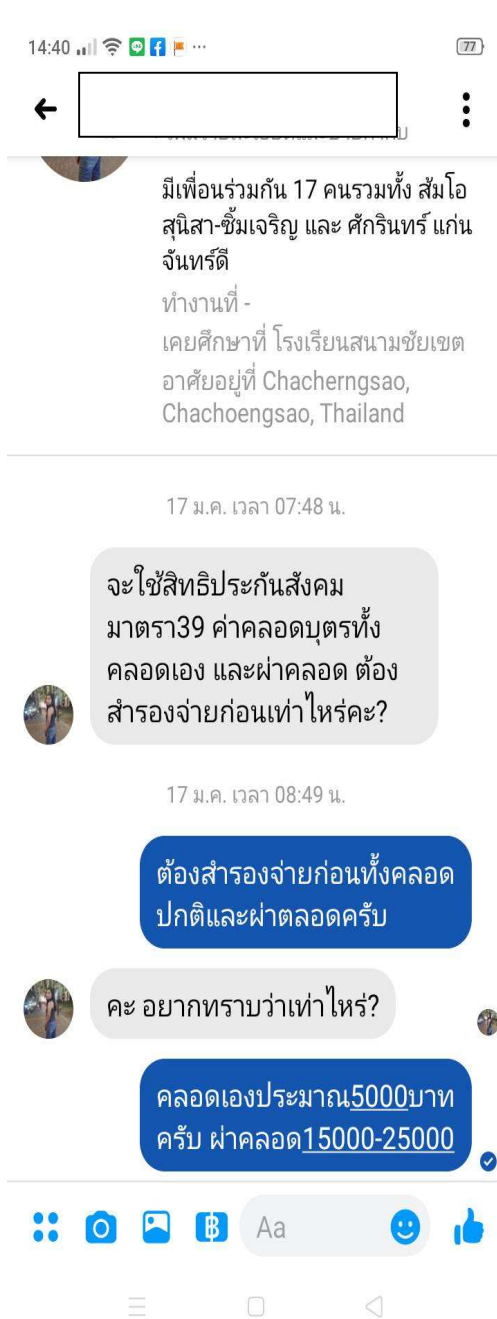 14:40
77
มีเพื่อนร่วมกัน 17 คนรวมทั้ง ส้มโอ
สุนิสา-ซิ้มเจริญ และ ศักรินทร์ แก่น
จันทร์ดี
ทำงานที่ -
เคยศึกษาที่ โรงเรียนสนามชัยเขต
อาศัยอยู่ที่ Chacherngsao,
Chachoengsao, Thailand
17 ม.ค. เวลา 07:48 น.
จะใช้สิทธิประกันสังคม
มาตรา39 ค่าคลอดบุตรทั้ง
คลอดเอง และผ่าคลอด ต้อง
สำรองจ่ายก่อนเท่าไหร่คะ?
17 ม.ค. เวลา 08:49 น.
ต้องสำรองจ่ายก่อนทั้งคลอด
ปกติและผ่าตลอดครับ
คะ อยากทราบว่าเท่าไหร่?
คลอดเองประมาณ5000บาท
ครับ ผ่าคลอด15000-25000
Aa